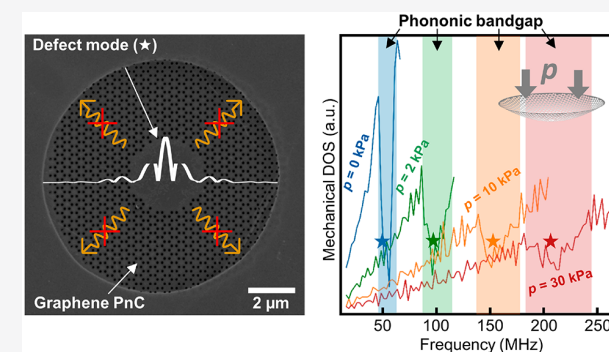 Defect mode (★)
Graphene PnC
2 μm
Phononic bandgap
p
p = 0 kPa
p = 2 kPa
p = 10 kPa
p = 30 kPa
Mechanical DOS (a.u.)
50 100 150 200 250
Frequency (MHz)